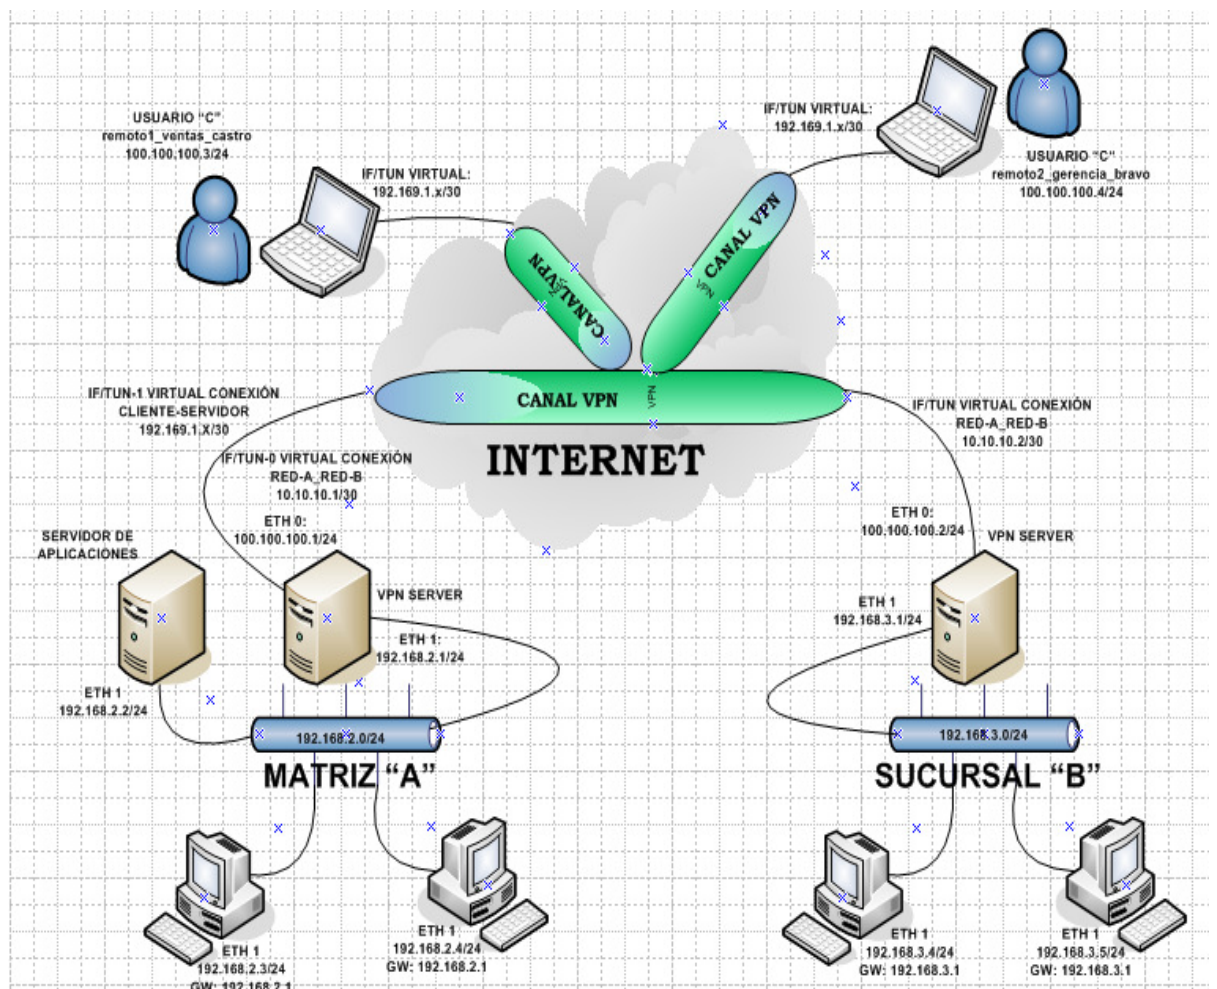 USUARIO "C"
remoto1_ventas_castro
100.100.100.3/24
IF/TUN VIRTUAL:
192.169.1.x/30
IF/TUN VIRTUAL:
192.169.1.x/30
USUARIO "C"
remoto2_gerencia_bravo
100.100.100.4/24
CANAL VPN
VPN
CANAL VPN
VPN
CANAL VPN
VPN
INTERNET
IF/TUN-1 VIRTUAL CONEXIÓN
CLIENTE-SERVIDOR
192.169.1.X/30
IF/TUN-0 VIRTUAL CONEXIÓN
RED-A_RED-B
10.10.10.1/30
IF/TUN VIRTUAL CONEXIÓN
RED-A_RED-B
10.10.10.2/30
ETH 0:
100.100.100.1/24
ETH 0:
100.100.100.2/24
SERVIDOR DE
APLICACIONES
VPN SERVER
VPN SERVER
ETH 1:
192.168.2.1/24
ETH 1
192.168.3.1/24
ETH 1
192.168.2.2/24
192.168.2.0/24
MATRIZ "A"
192.168.3.0/24
SUCURSAL "B"
ETH 1
192.168.2.3/24
GW: 192.168.2.1
ETH 1
192.168.2.4/24
GW: 192.168.2.1
ETH 1
192.168.3.4/24
GW: 192.168.3.1
ETH 1
192.168.3.5/24
GW: 192.168.3.1